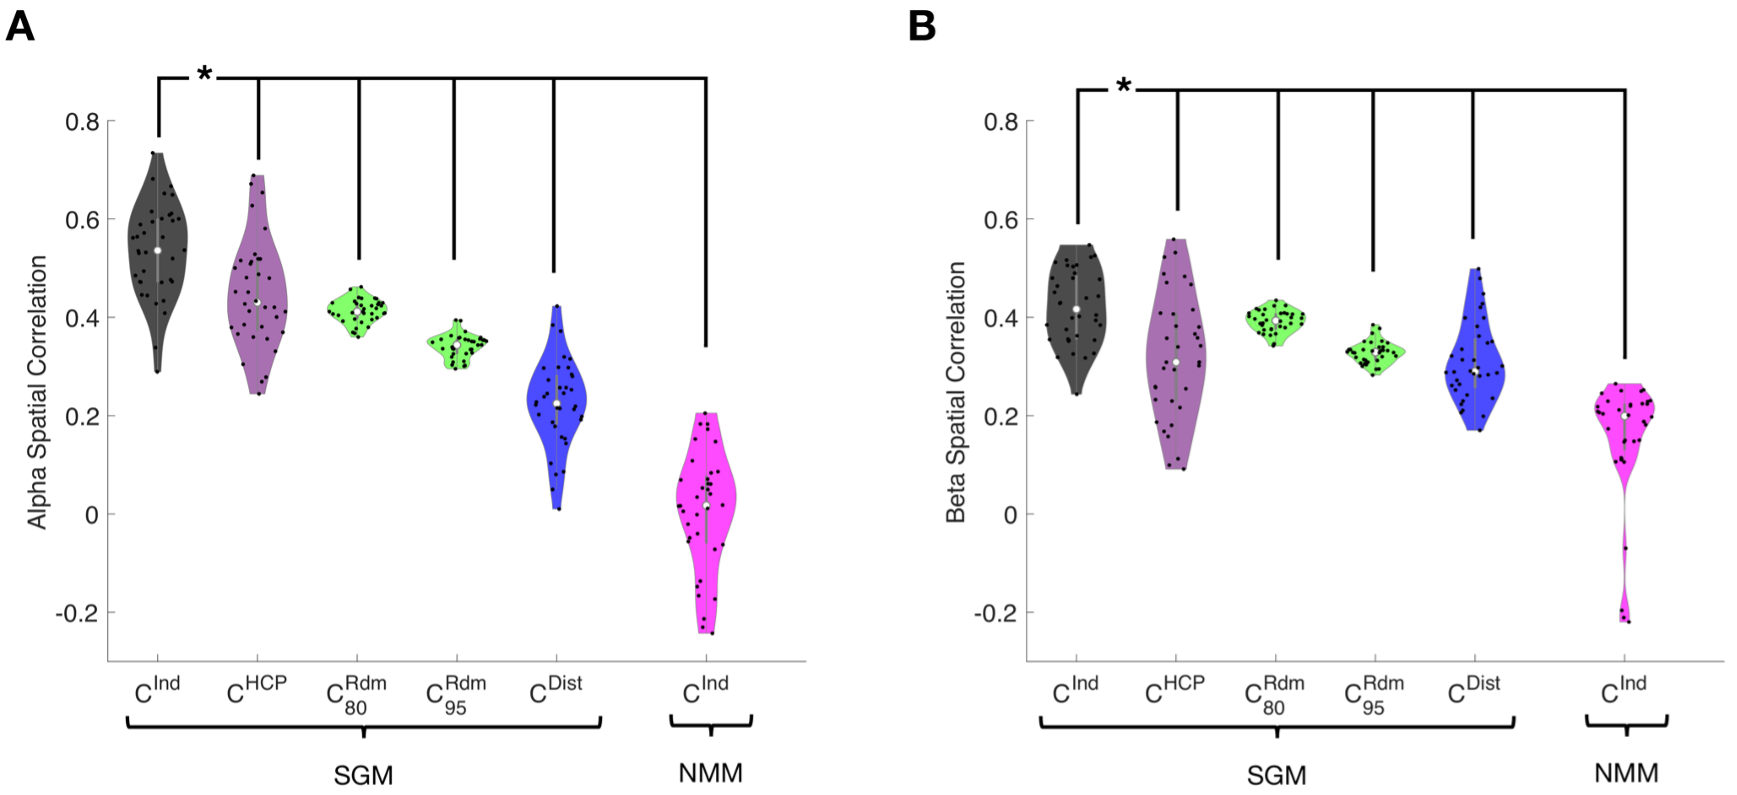 A
*
0.8
0.6
0.4
0.2
0
-0.2
Alpha Spatial Correlation
C^Ind C^HCP C^Rdm_80 C^Rdm_95 C^Dist C^Ind
SGM NMM
B
*
0.8
0.6
0.4
0.2
0
-0.2
Beta Spatial Correlation
C^Ind C^HCP C^Rdm_80 C^Rdm_95 C^Dist C^Ind
SGM NMM